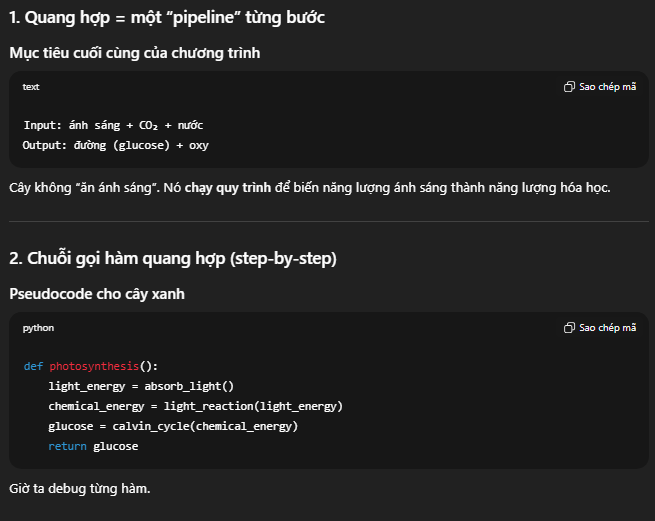 1. Quang hợp = một “pipeline” từng bước
Mục tiêu cuối cùng của chương trình
text
Sao chép mã
Input: ánh sáng + CO₂ + nước
Output: đường (glucose) + oxy
Cây không “ăn ánh sáng”. Nó chạy quy trình để biến năng lượng ánh sáng thành năng lượng hóa học.
2. Chuỗi gọi hàm quang hợp (step-by-step)
Pseudocode cho cây xanh
python
Sao chép mã
def photosynthesis():
    light_energy = absorb_light()
    chemical_energy = light_reaction(light_energy)
    glucose = calvin_cycle(chemical_energy)
    return glucose
Giờ ta debug từng hàm.